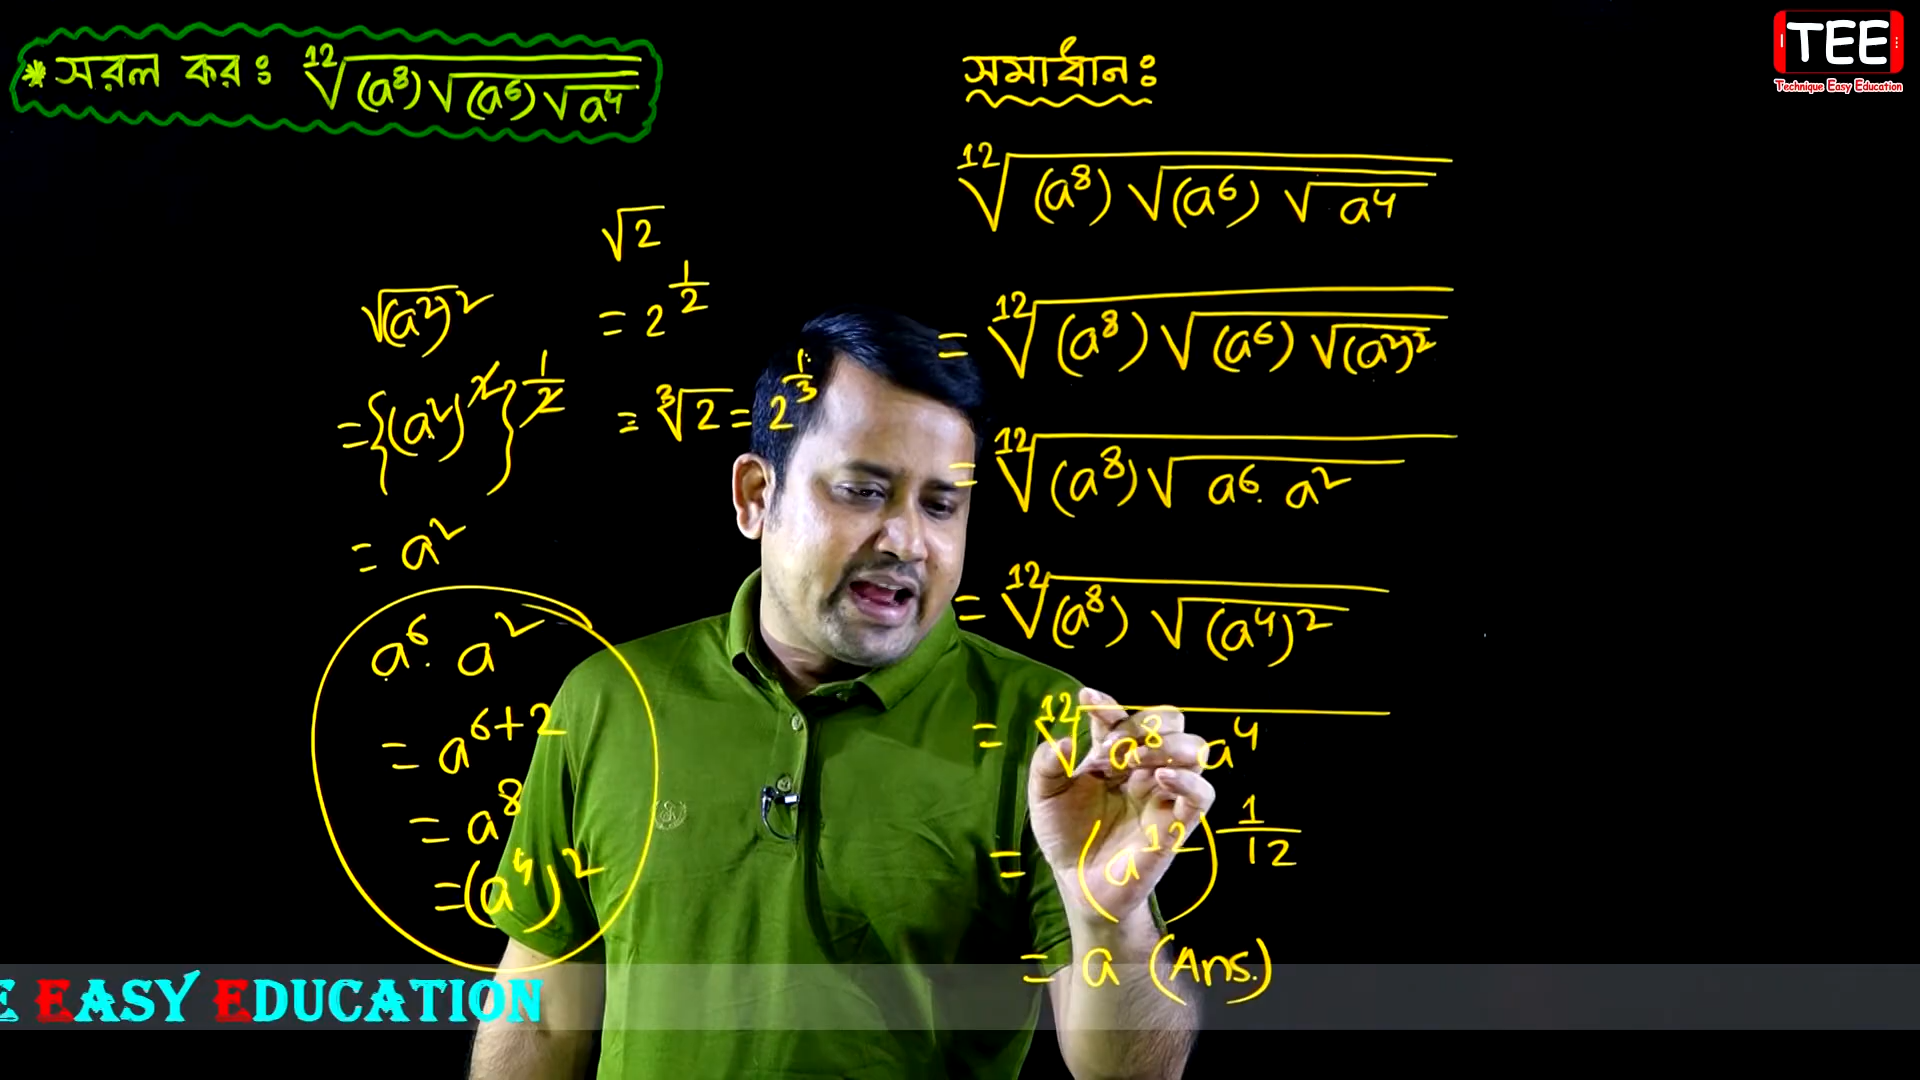 * সরল কর: ¹²√((a⁸)√((a⁶)√(a⁴)))
সমাধান:
TEE
Technique Easy Education
¹²√((a⁸)√((a⁶)√(a⁴)))
= ¹²√((a⁸)√((a⁶)√((a²)²)))
= ¹²√((a⁸)√(a⁶. a²))
= ¹²√((a⁸)√((a⁴)²))
= ¹²√(a⁸. a⁴)
= (a¹²)^(1/12)
= a (Ans.)
√2
= 2^(1/2)
= ³√2 = 2^(1/3)
√(a²)²
= {(a²)²}^(1/2)
= a²
a⁶. a²
= a⁶⁺²
= a⁸
= (a⁴)²
E EASY EDUCATION